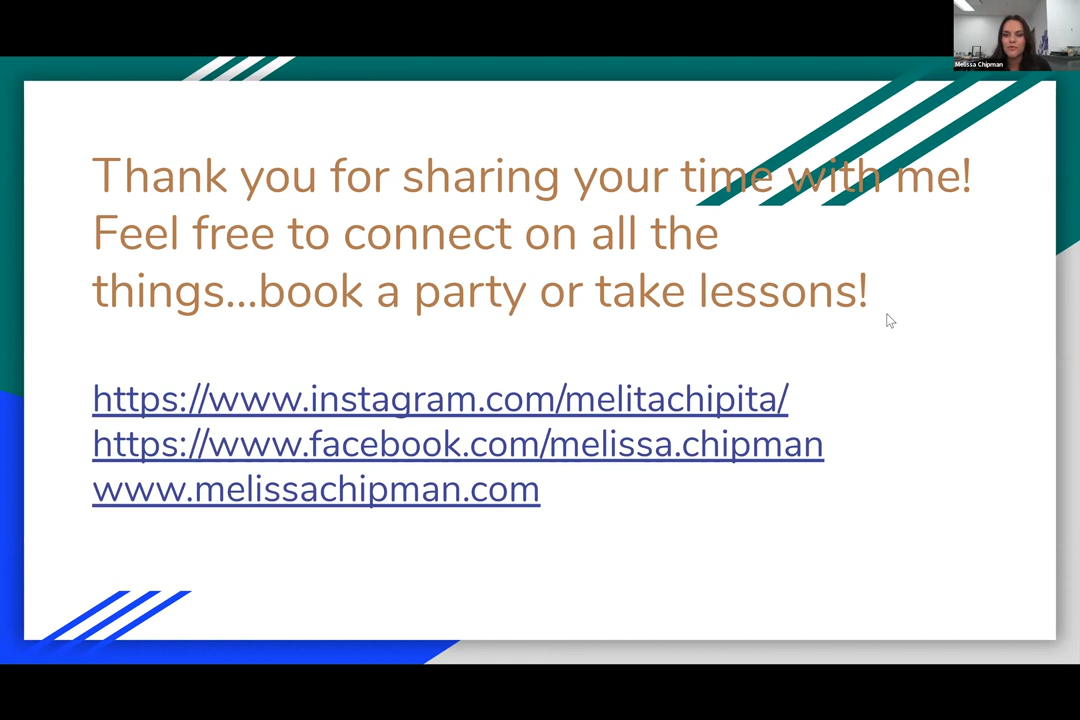 Melissa Chipman
Thank you for sharing your time with me!
Feel free to connect on all the
things...book a party or take lessons!
https://www.instagram.com/melitachipita/
https://www.facebook.com/melissa.chipman
www.melissachipman.com